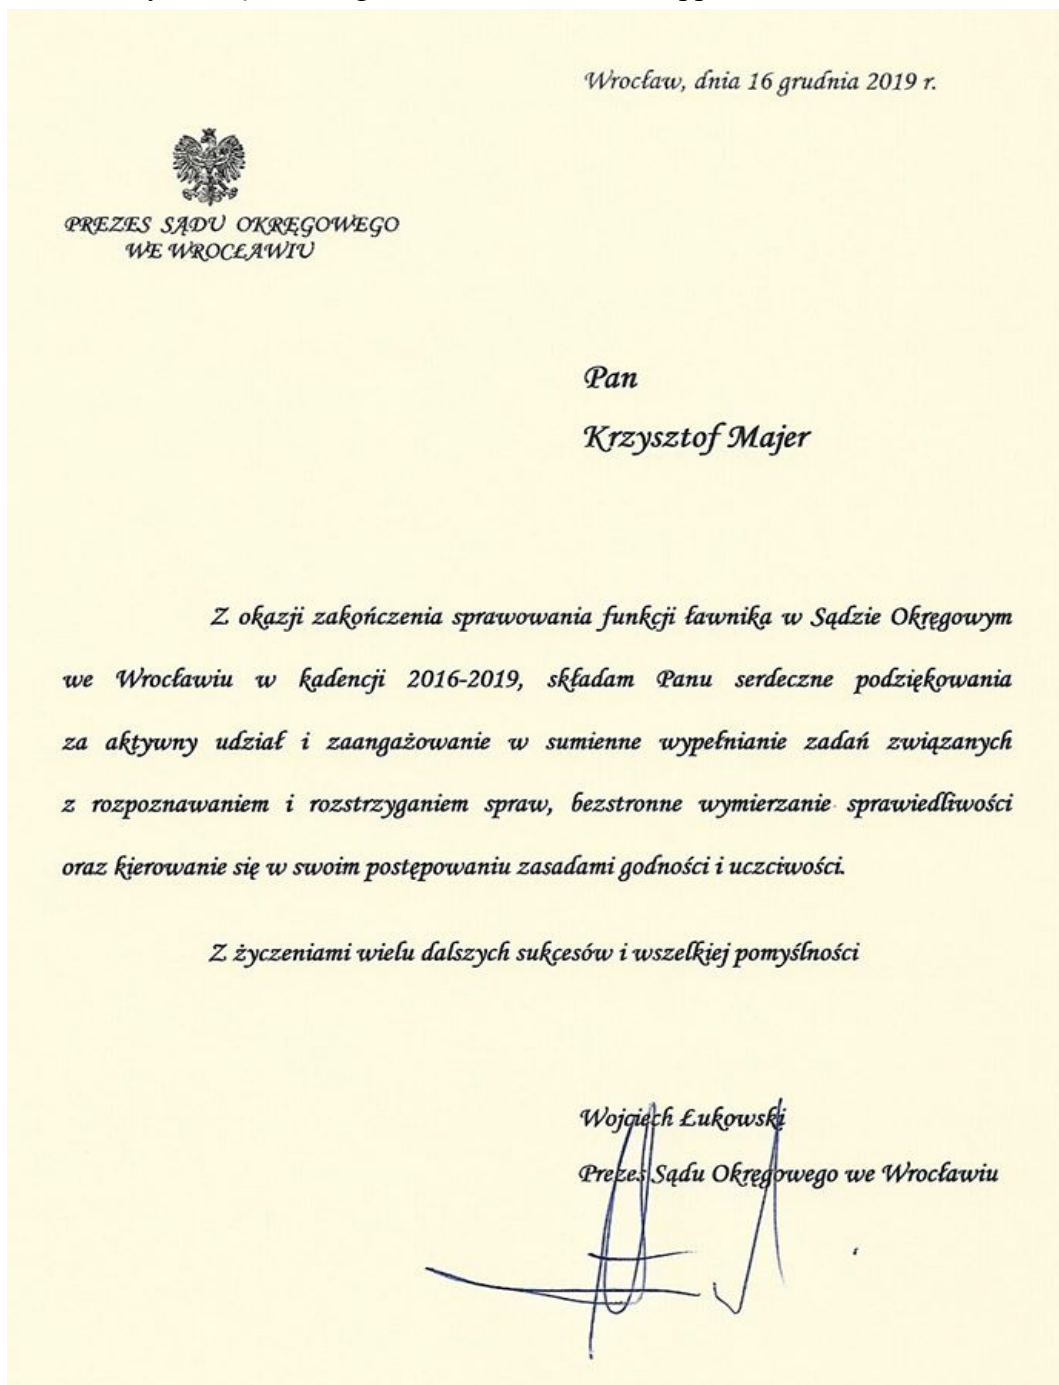 Wrocław, dnia 16 grudnia 2019 r.
PREZES SĄDU OKRĘGOWEGO
WE WROCŁAWIU
Pan
Krzysztof Majer
Z okazji zakończenia sprawowania funkcji ławnika w Sądzie Okręgowym
we Wrocławiu w kadencji 2016-2019, składam Panu serdeczne podziękowania
za aktywny udział i zaangażowanie w sumienne wypełnianie zadań związanych
z rozpoznawaniem i rozstrzyganiem spraw, bezstronne wymierzanie sprawiedliwości
oraz kierowanie się w swoim postępowaniu zasadami godności i uczciwości.
Z życzeniami wielu dalszych sukcesów i wszelkiej pomyślności
Wojciech Łukowski
Prezes Sądu Okręgowego we Wrocławiu